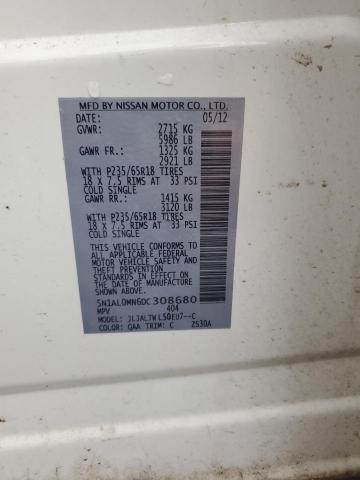 MFD BY NISSAN MOTOR CO., LTD.
DATE: 05/12
GVWR: 2715 KG
5986 LB
GAWR FR.: 1325 KG
2921 LB
WITH P235/65R18 TIRES
18 X 7.5 RIMS AT 33 PSI
COLD SINGLE
GAWR RR.: 1415 KG
3120 LB
WITH P235/65R18 TIRES
18 X 7.5 RIMS AT 33 PSI
COLD SINGLE
THIS VEHICLE CONFORMS TO
ALL APPLICABLE FEDERAL
MOTOR VEHICLE SAFETY
AND THEFT PREVENTION
STANDARDS IN EFFECT ON
THE DATE OF MANUFACTURE
SHOWN ABOVE.
5N1AL0MN6DC 308680
MPV 404
MODEL: JLJALTWL50EU7--C
COLOR: QAA TRIM: C ZS30A